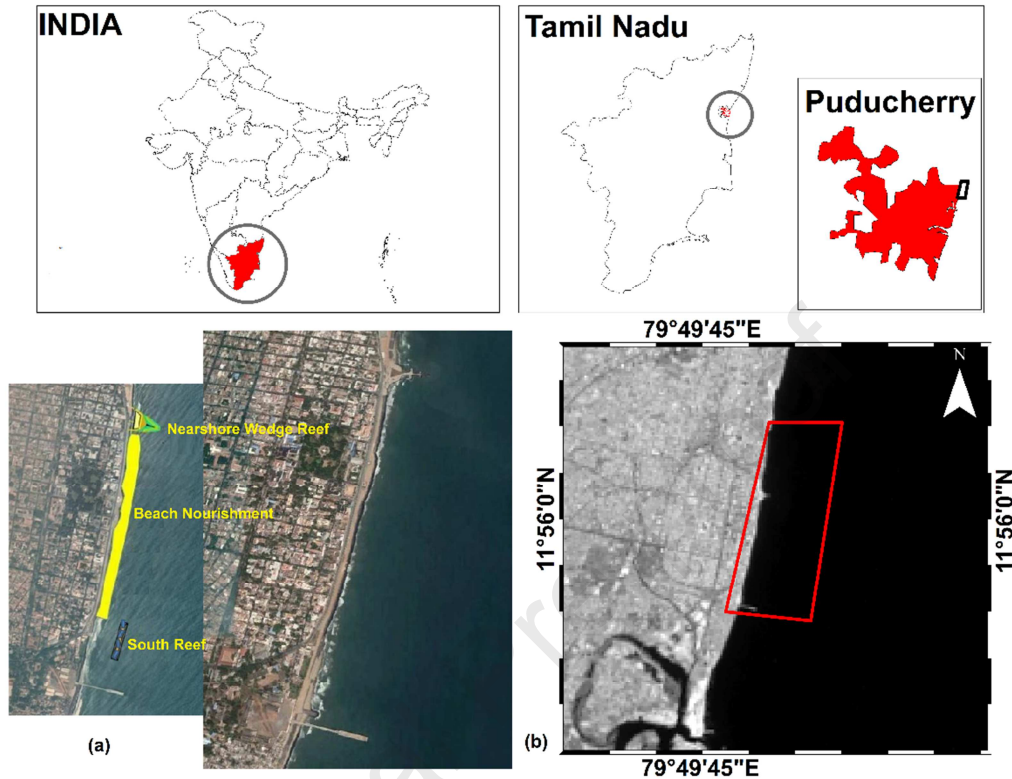 INDIA
Tamil Nadu
Puducherry
79°49'45"E
N
Nearshore Wedge Reef
Beach Nourishment
South Reef
11°56'0"N
11°56'0"N
(a)
(b)
79°49'45"E